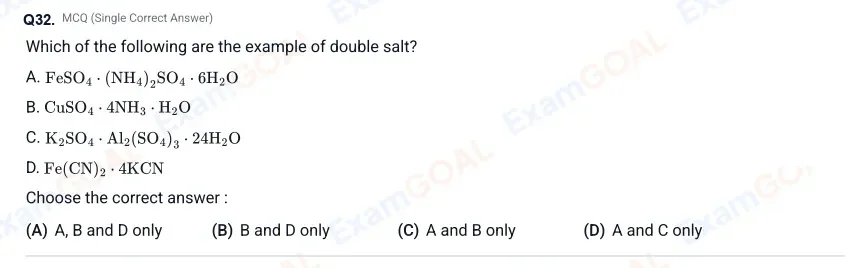 Q32. MCQ (Single Correct Answer)
Which of the following are the example of double salt?
A. FeSO₄ · (NH₄)₂SO₄ · 6H₂O
B. CuSO₄ · 4NH₃ · H₂O
C. K₂SO₄ · Al₂(SO₄)₃ · 24H₂O
D. Fe(CN)₂ · 4KCN
Choose the correct answer :
(A) A, B and D only (B) B and D only (C) A and B only (D) A and C only
ExamGOAL
ExamGOAL